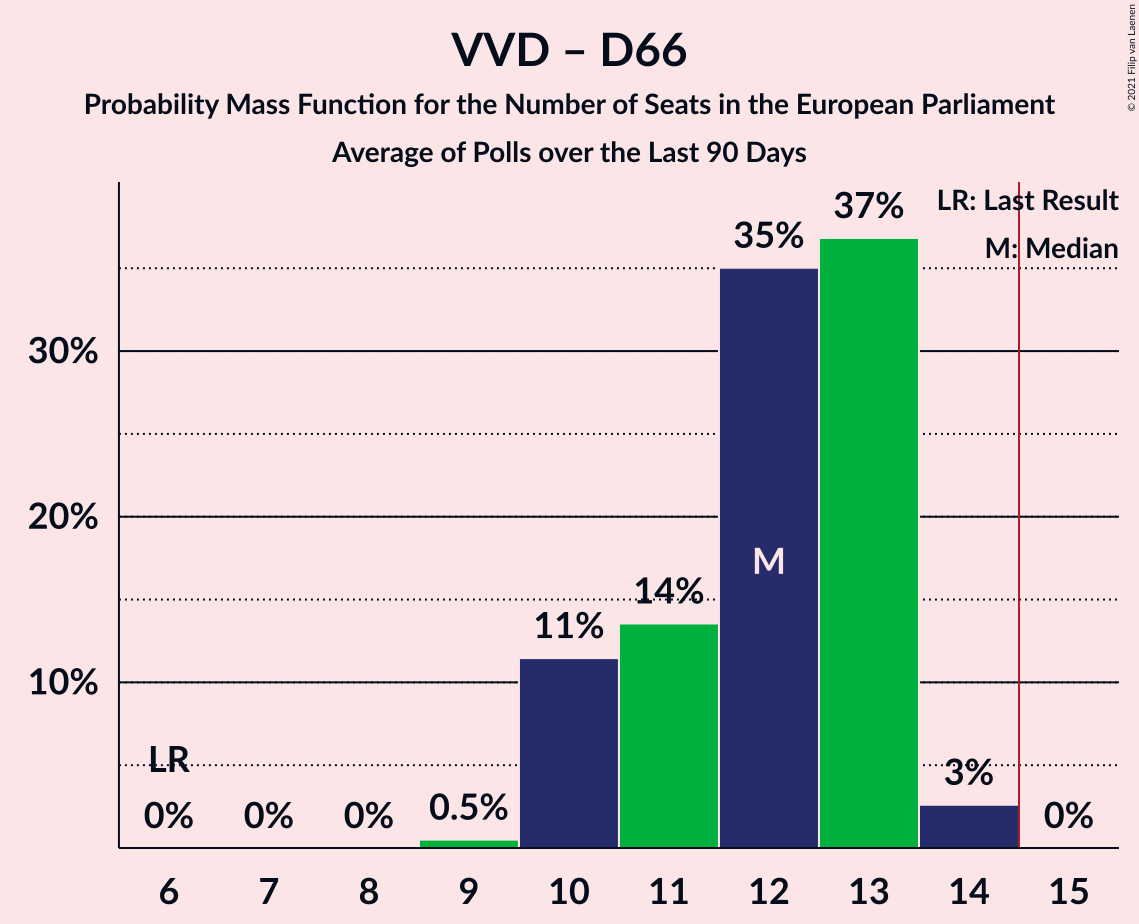 VVD – D66
Probability Mass Function for the Number of Seats in the European Parliament
Average of Polls over the Last 90 Days
© 2021 Filip van Laenen
LR: Last Result
M: Median
30%
20%
10%
LR
0%
0%
0%
0.5%
11%
14%
35%
37%
3%
0%
M
6 7 8 9 10 11 12 13 14 15